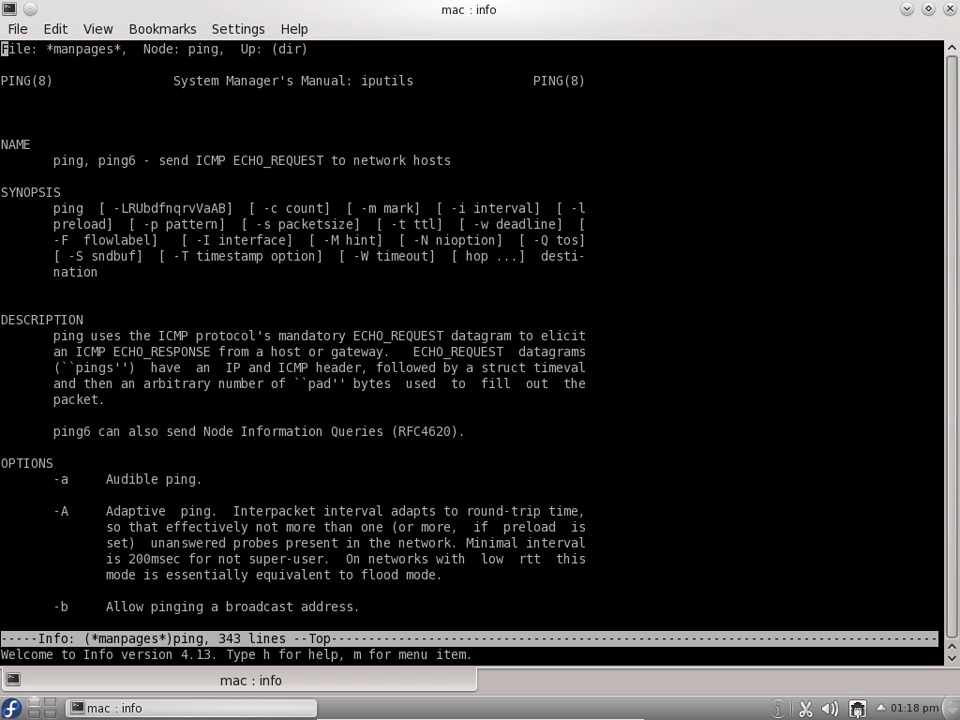 mac : info
File Edit View Bookmarks Settings Help
File: *manpages*,  Node: ping,  Up: (dir)
PING(8)                System Manager's Manual: iputils                PING(8)
NAME
ping, ping6 - send ICMP ECHO_REQUEST to network hosts
SYNOPSIS
ping  [ -LRUbdfnqrvVaAB]  [ -c count]  [ -m mark]  [ -i interval]  [ -l
preload]  [ -p pattern]  [ -s packetsize]  [ -t ttl]  [ -w deadline]  [
-F  flowlabel]   [ -I interface]  [ -M hint]  [ -N nioption]  [ -Q tos]
[ -S sndbuf]  [ -T timestamp option]  [ -W timeout]  [ hop ...]  desti-
nation
DESCRIPTION
ping uses the ICMP protocol's mandatory ECHO_REQUEST datagram to elicit
an ICMP ECHO_RESPONSE from a host or gateway.   ECHO_REQUEST  datagrams
(``pings'')  have  an  IP and ICMP header, followed by a struct timeval
and then an arbitrary number of ``pad'' bytes  used  to  fill  out  the
packet.
ping6 can also send Node Information Queries (RFC4620).
OPTIONS
-a     Audible ping.
-A     Adaptive  ping.  Interpacket interval adapts to round-trip time,
so that effectively not more than one (or more,  if  preload  is
set)  unanswered probes present in the network. Minimal interval
is 200msec for not super-user.  On networks with  low  rtt  this
mode is essentially equivalent to flood mode.
-b     Allow pinging a broadcast address.
-----Info: (*manpages*)ping, 343 lines --Top---------------------------------------------------------------------------------
Welcome to Info version 4.13. Type h for help, m for menu item.
mac : info
mac : info
01:18 pm